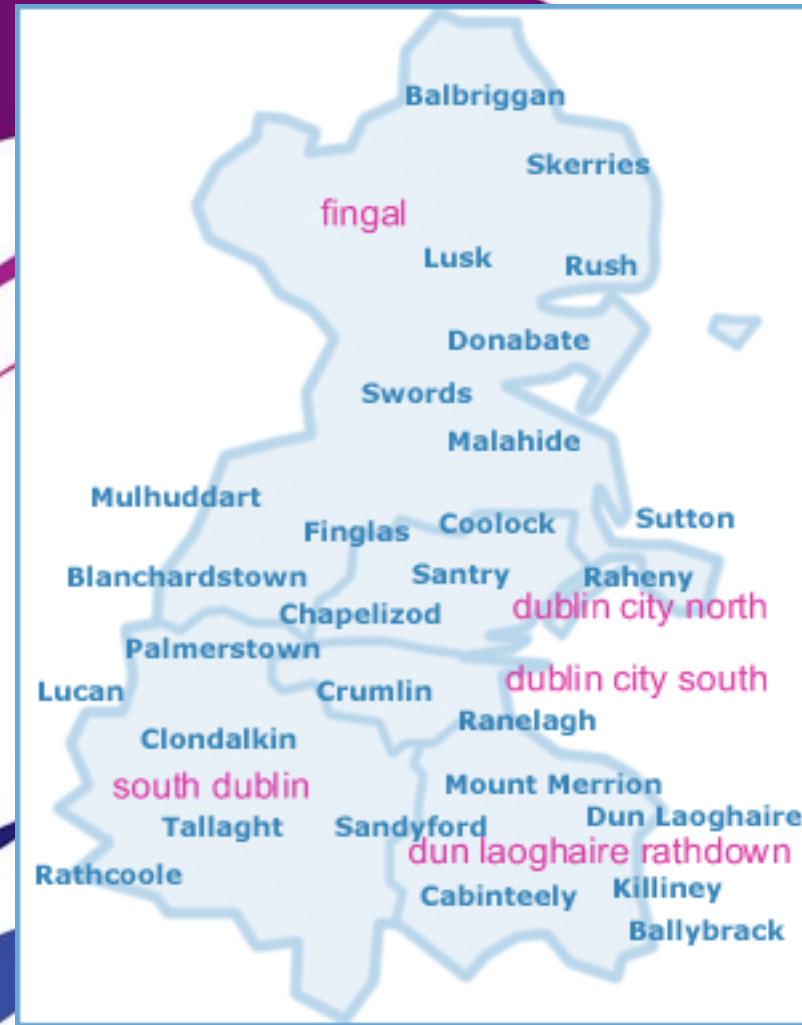 Balbriggan
Skerries
fingal
Lusk
Rush
Donabate
Swords
Malahide
Mulhuddart
Finglas
Coolock
Sutton
Blanchardstown
Santry
Raheny
Chapelizod
dublin city north
Palmerstown
Lucan
Crumlin
dublin city south
Ranelagh
Clondalkin
south dublin
Mount Merrion
Tallaght
Sandyford
Dun Laoghaire
dun laoghaire rathdown
Rathcoole
Cabinteely
Killiney
Ballybrack